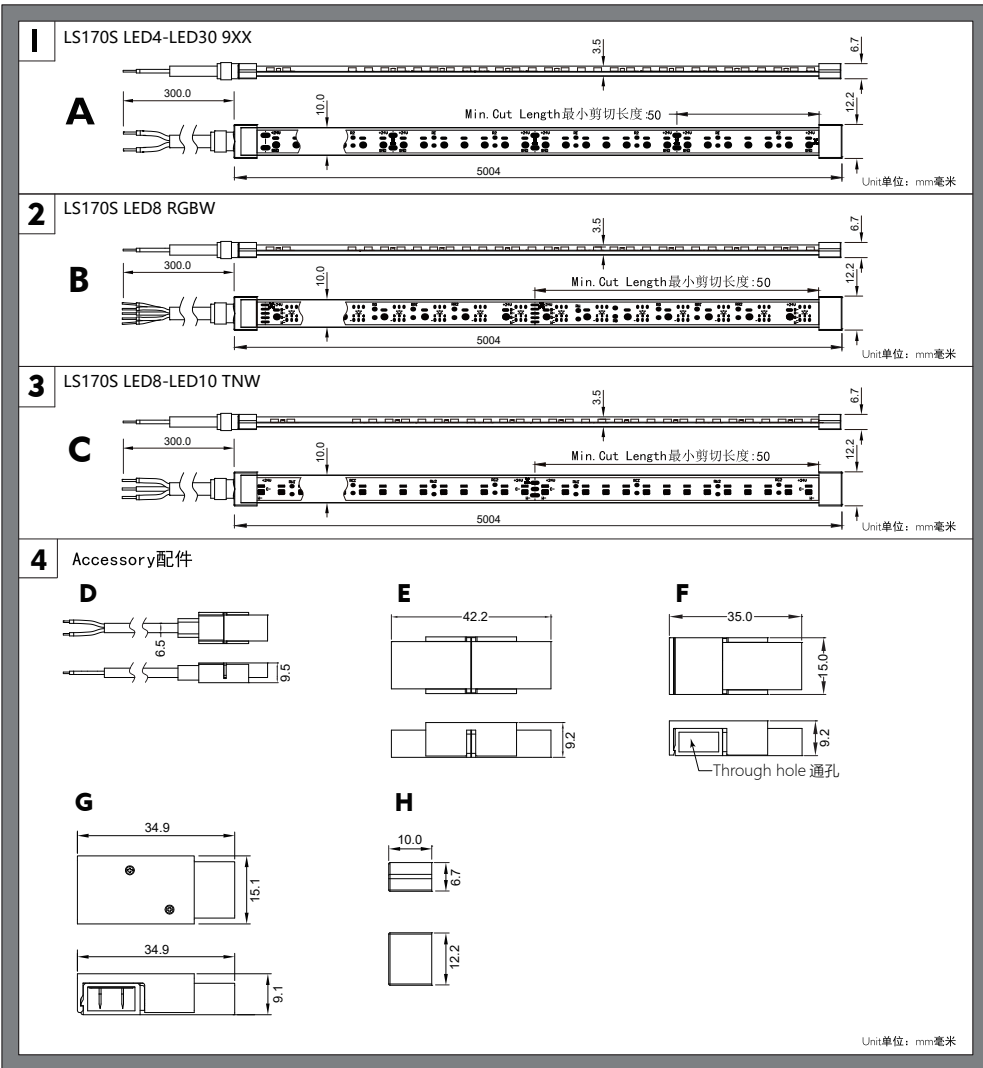 1 LS170S LED4-LED30 9XX
3.5
6.7
300.0
A
10.0
Min.Cut Length最小剪切长度:50
12.2
5004
Unit单位：mm毫米
2 LS170S LED8 RGBW
3.5
6.7
300.0
B
10.0
Min.Cut Length最小剪切长度:50
12.2
5004
Unit单位：mm毫米
3 LS170S LED8-LED10 TNW
3.5
6.7
300.0
C
10.0
Min.Cut Length最小剪切长度:50
12.2
5004
Unit单位：mm毫米
4 Accessory配件
D
6.5
9.5
E
42.2
9.2
F
35.0
15.0
9.2
Through hole 通孔
G
34.9
15.1
34.9
9.1
H
10.0
6.7
12.2
Unit单位：mm毫米